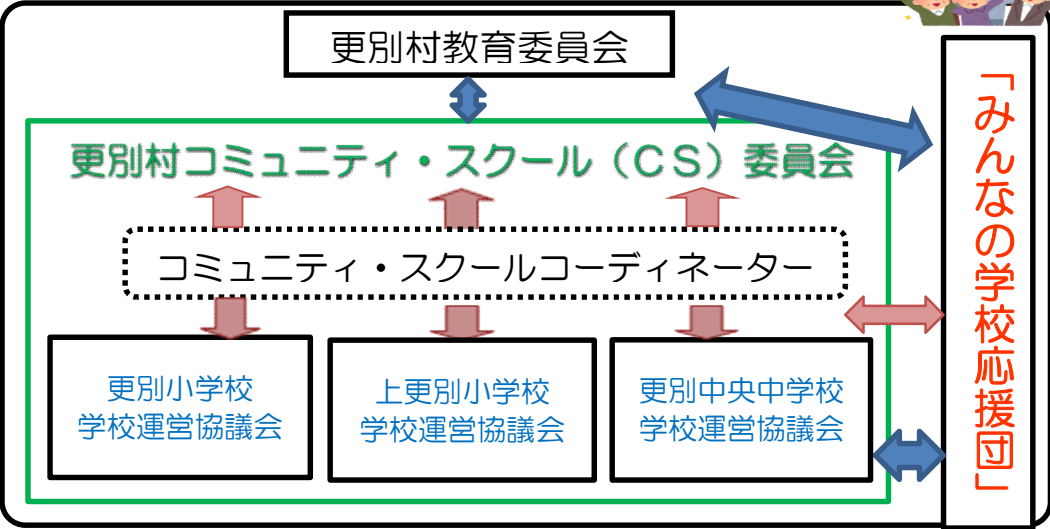 更別村教育委員会
更別村コミュニティ・スクール（ＣＳ）委員会
コミュニティ・スクールコーディネーター
更別小学校
学校運営協議会
上更別小学校
学校運営協議会
更別中央中学校
学校運営協議会
「みんなの学校応援団」